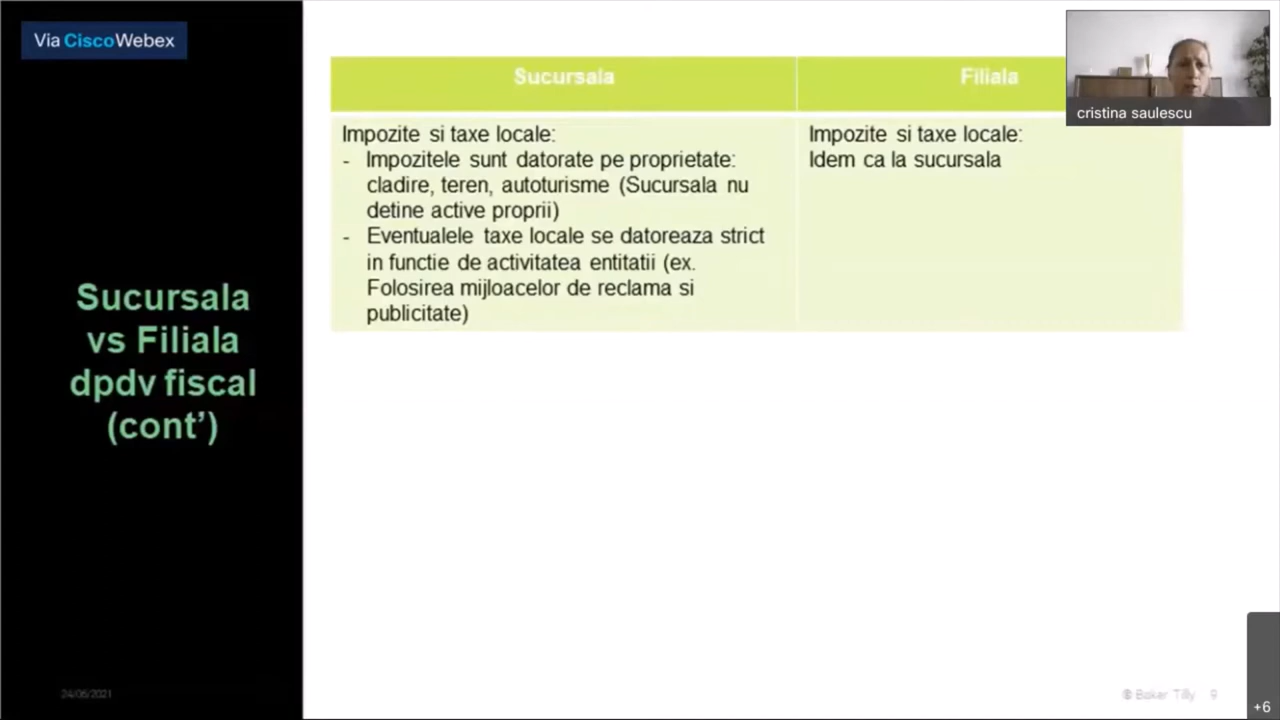 Via CiscoWebex
Sucursala
Filiala
cristina saulescu
Impozite si taxe locale:
- Impozitele sunt datorate pe proprietate:
cladire, teren, autoturisme (Sucursala nu
detine active proprii)
- Eventualele taxe locale se datoreaza strict
in functie de activitatea entitatii (ex.
Folosirea mijloacelor de reclama si
publicitate)
Impozite si taxe locale:
Idem ca la sucursala
Sucursala
vs Filiala
dpdv fiscal
(cont’)
24/06/2021
© Baker Tilly 9
+6